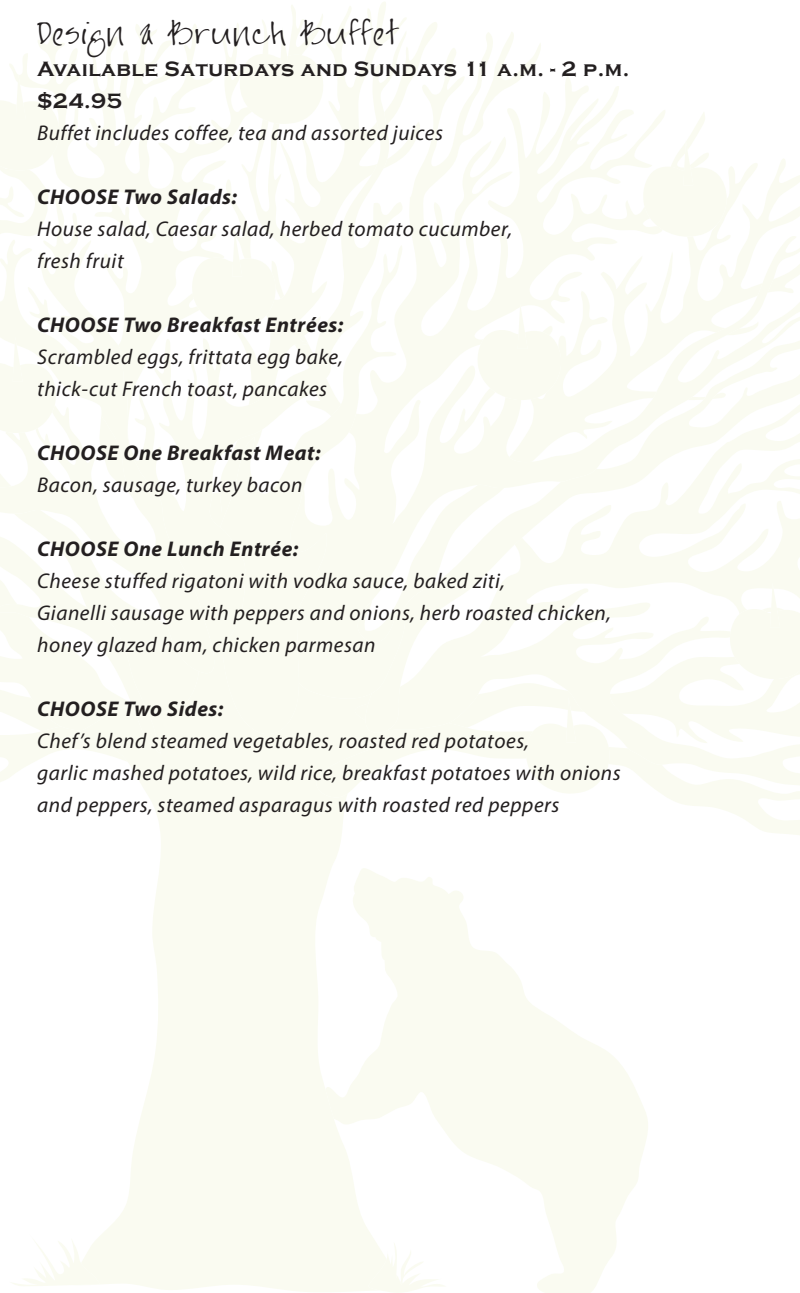 Design a Brunch Buffet
Available Saturdays and Sundays 11 a.m. - 2 p.m.
$24.95
Buffet includes coffee, tea and assorted juices
CHOOSE Two Salads:
House salad, Caesar salad, herbed tomato cucumber,
fresh fruit
CHOOSE Two Breakfast Entrées:
Scrambled eggs, frittata egg bake,
thick-cut French toast, pancakes
CHOOSE One Breakfast Meat:
Bacon, sausage, turkey bacon
CHOOSE One Lunch Entrée:
Cheese stuffed rigatoni with vodka sauce, baked ziti,
Gianelli sausage with peppers and onions, herb roasted chicken,
honey glazed ham, chicken parmesan
CHOOSE Two Sides:
Chef’s blend steamed vegetables, roasted red potatoes,
garlic mashed potatoes, wild rice, breakfast potatoes with onions
and peppers, steamed asparagus with roasted red peppers